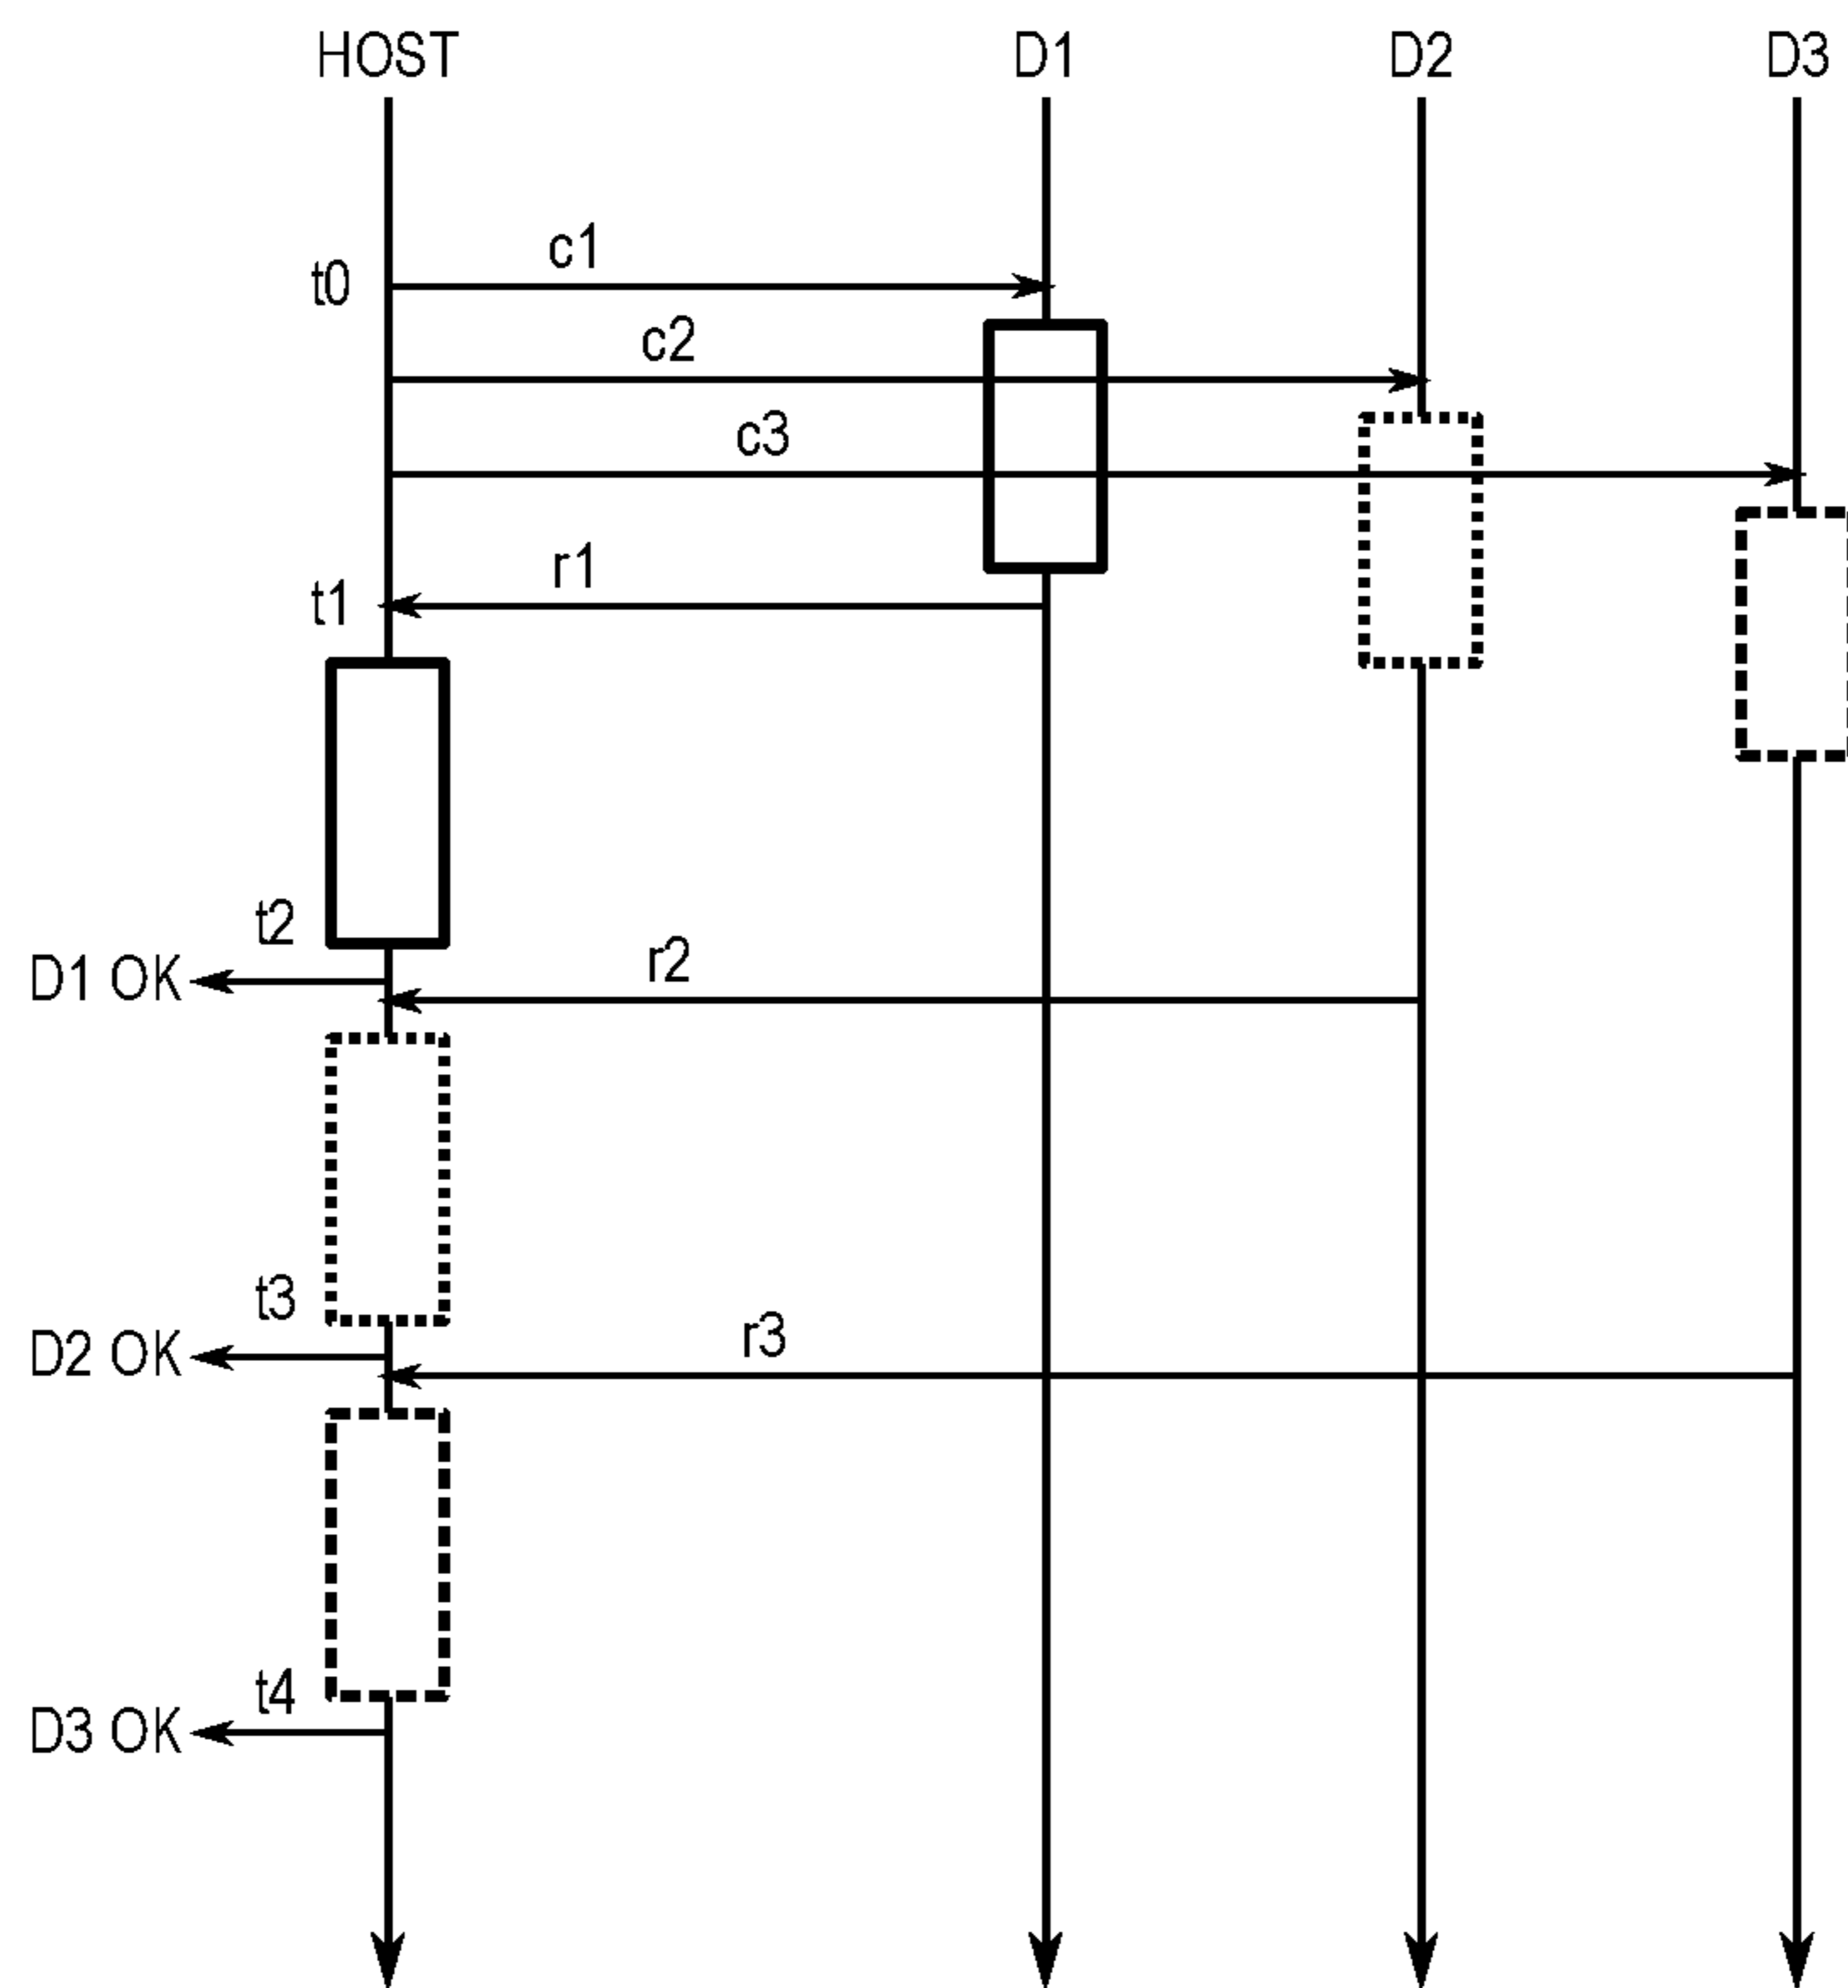 HOST D1 D2 D3
c1
t0
c2
c3
r1
t1
t2
r2
D1 OK
t3
r3
D2 OK
t4
D3 OK